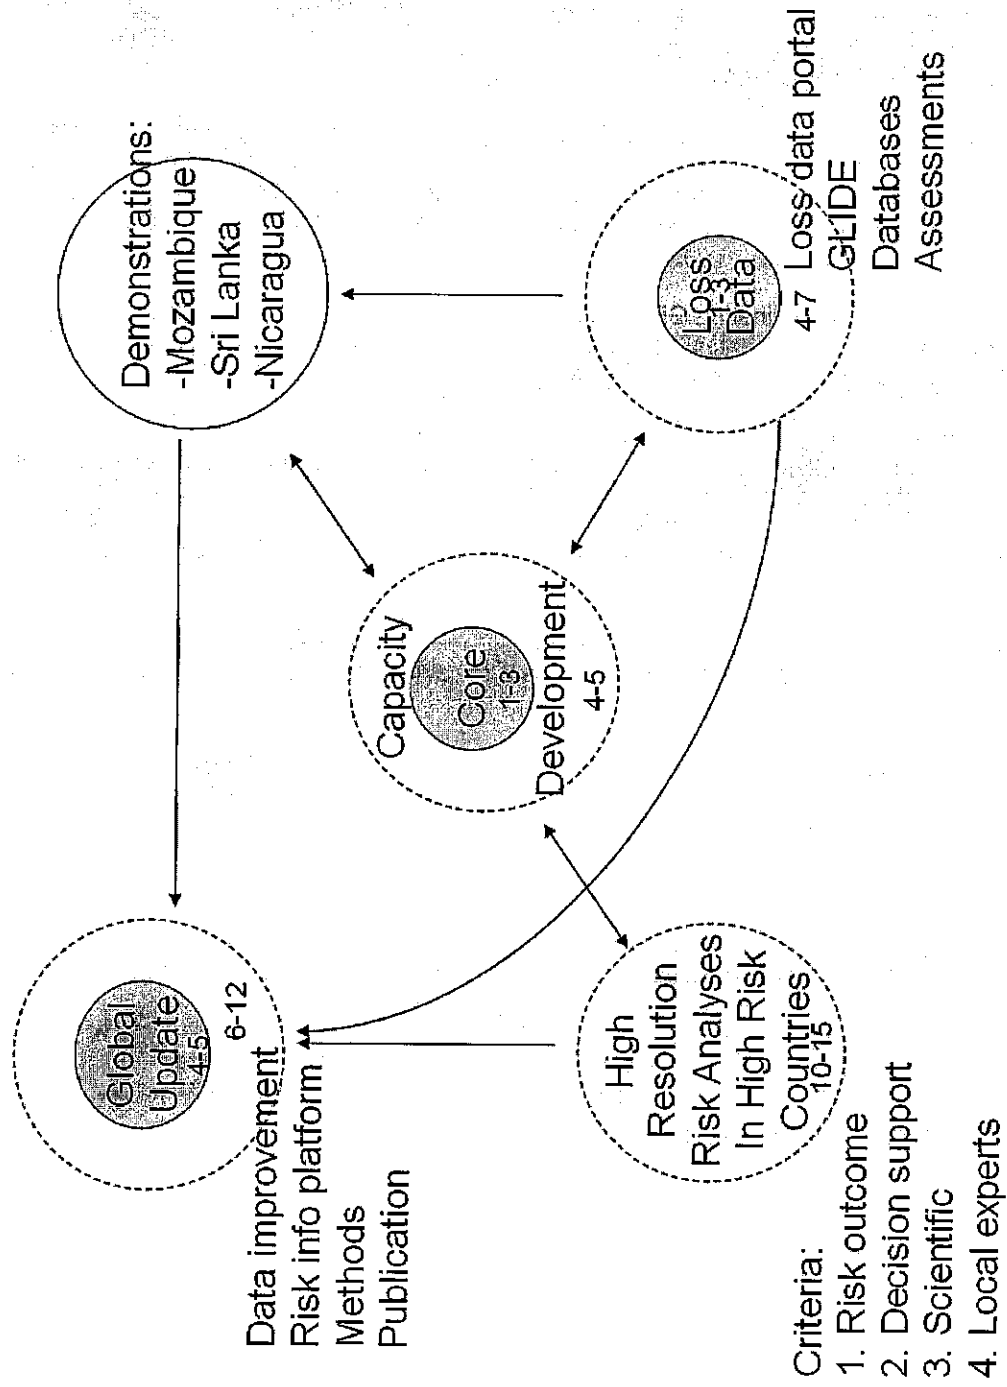 Global
Update
4-5
6-12
Data improvement
Risk info platform
Methods
Publication
Demonstrations:
-Mozambique
-Sri Lanka
-Nicaragua
Capacity
Core
1-3
Development
4-5
High
Resolution
Risk Analyses
In High Risk
Countries
10-15
Loss
1-3
Data
4-7
Loss data portal
GLIDE
Databases
Assessments
Criteria:
1. Risk outcome
2. Decision support
3. Scientific
4. Local experts